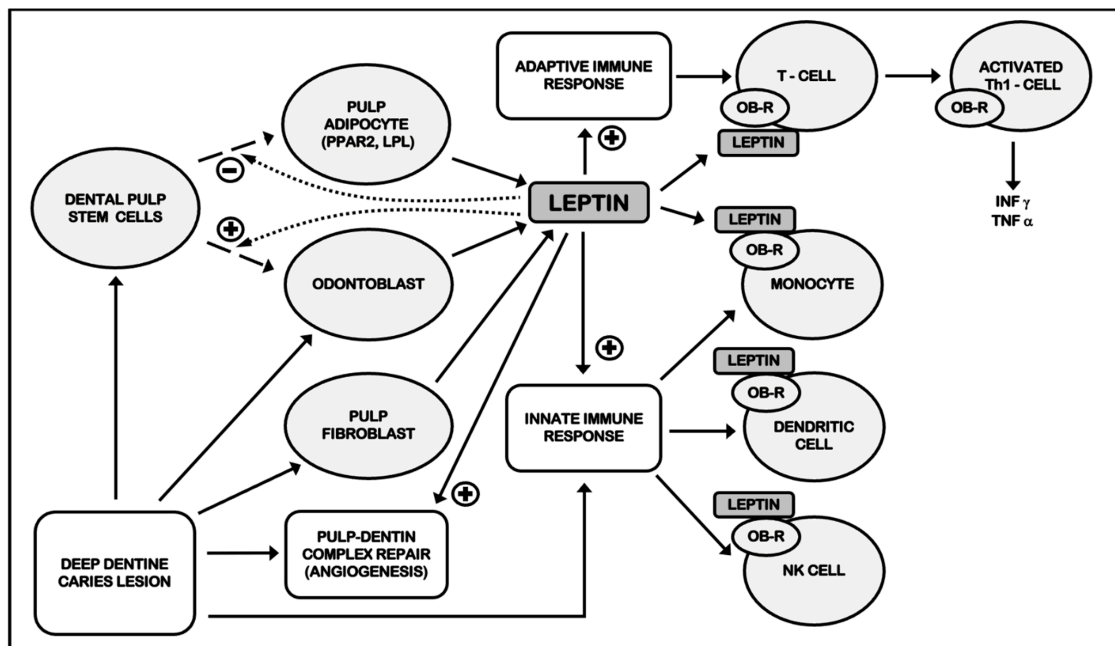 ADAPTIVE IMMUNE
RESPONSE
T - CELL
OB-R
LEPTIN
ACTIVATED
Th1 - CELL
OB-R
INF γ
TNF α
PULP
ADIPOCYTE
(PPAR2, LPL)
+
−
DENTAL PULP
STEM CELLS
+
LEPTIN
ODONTOBLAST
LEPTIN
OB-R
MONOCYTE
+
LEPTIN
OB-R
DENDRITIC
CELL
PULP
FIBROBLAST
INNATE IMMUNE
RESPONSE
+
LEPTIN
OB-R
NK CELL
PULP-DENTIN
COMPLEX REPAIR
(ANGIOGENESIS)
DEEP DENTINE
CARIES LESION